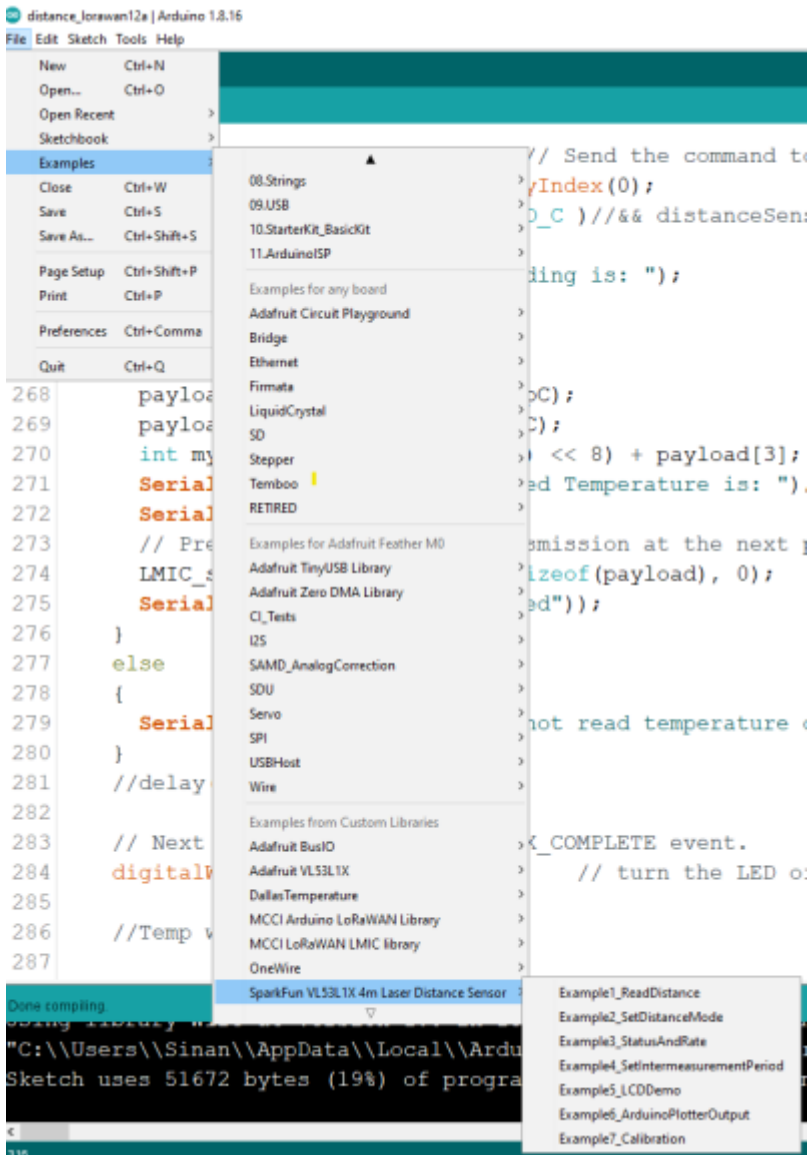 distance_lorawan12a | Arduino 1.8.16
File Edit Sketch Tools Help
New Ctrl+N
Open... Ctrl+O
Open Recent
Sketchbook
Examples
Close Ctrl+W
Save Ctrl+S
Save As... Ctrl+Shift+S
Page Setup Ctrl+Shift+P
Print Ctrl+P
Preferences Ctrl+Comma
Quit Ctrl+Q
08.Strings
09.USB
10.StarterKit_BasicKit
11.ArduinoISP
Examples for any board
Adafruit Circuit Playground
Bridge
Ethernet
Firmata
LiquidCrystal
SD
Stepper
Temboo
RETIRED
Examples for Adafruit Feather M0
Adafruit TinyUSB Library
Adafruit Zero DMA Library
CI_Tests
I2S
SAMD_AnalogCorrection
SDU
Servo
SPI
USBHost
Wire
Examples from Custom Libraries
Adafruit BusIO
Adafruit VL53L1X
DallasTemperature
MCCI Arduino LoRaWAN Library
MCCI LoRaWAN LMIC library
OneWire
SparkFun VL53L1X 4m Laser Distance Sensor
Example1_ReadDistance
Example2_SetDistanceMode
Example3_StatusAndRate
Example4_SetIntermeasurementPeriod
Example5_LCDDemo
Example6_ArduinoPlotterOutput
Example7_Calibration
// Send the command to
yIndex(0);
D_C )//&& distanceSens
ding is: ");
268 payloa oC);
269 payloa C);
270 int my ) << 8) + payload[3];
271 Serial ed Temperature is: ")
272 Serial
273 // Pre smission at the next p
274 LMIC_s izeof(payload), 0);
275 Serial ed"));
276 }
277 else
278 {
279 Serial not read temperature
280 }
281 //delay
282
283 // Next X_COMPLETE event.
284 digitalW // turn the LED o
285
286 //Temp w
287
Done compiling.
"C:\\Users\\Sinan\\AppData\\Local\\Ardu
Sketch uses 51672 bytes (19%) of progra